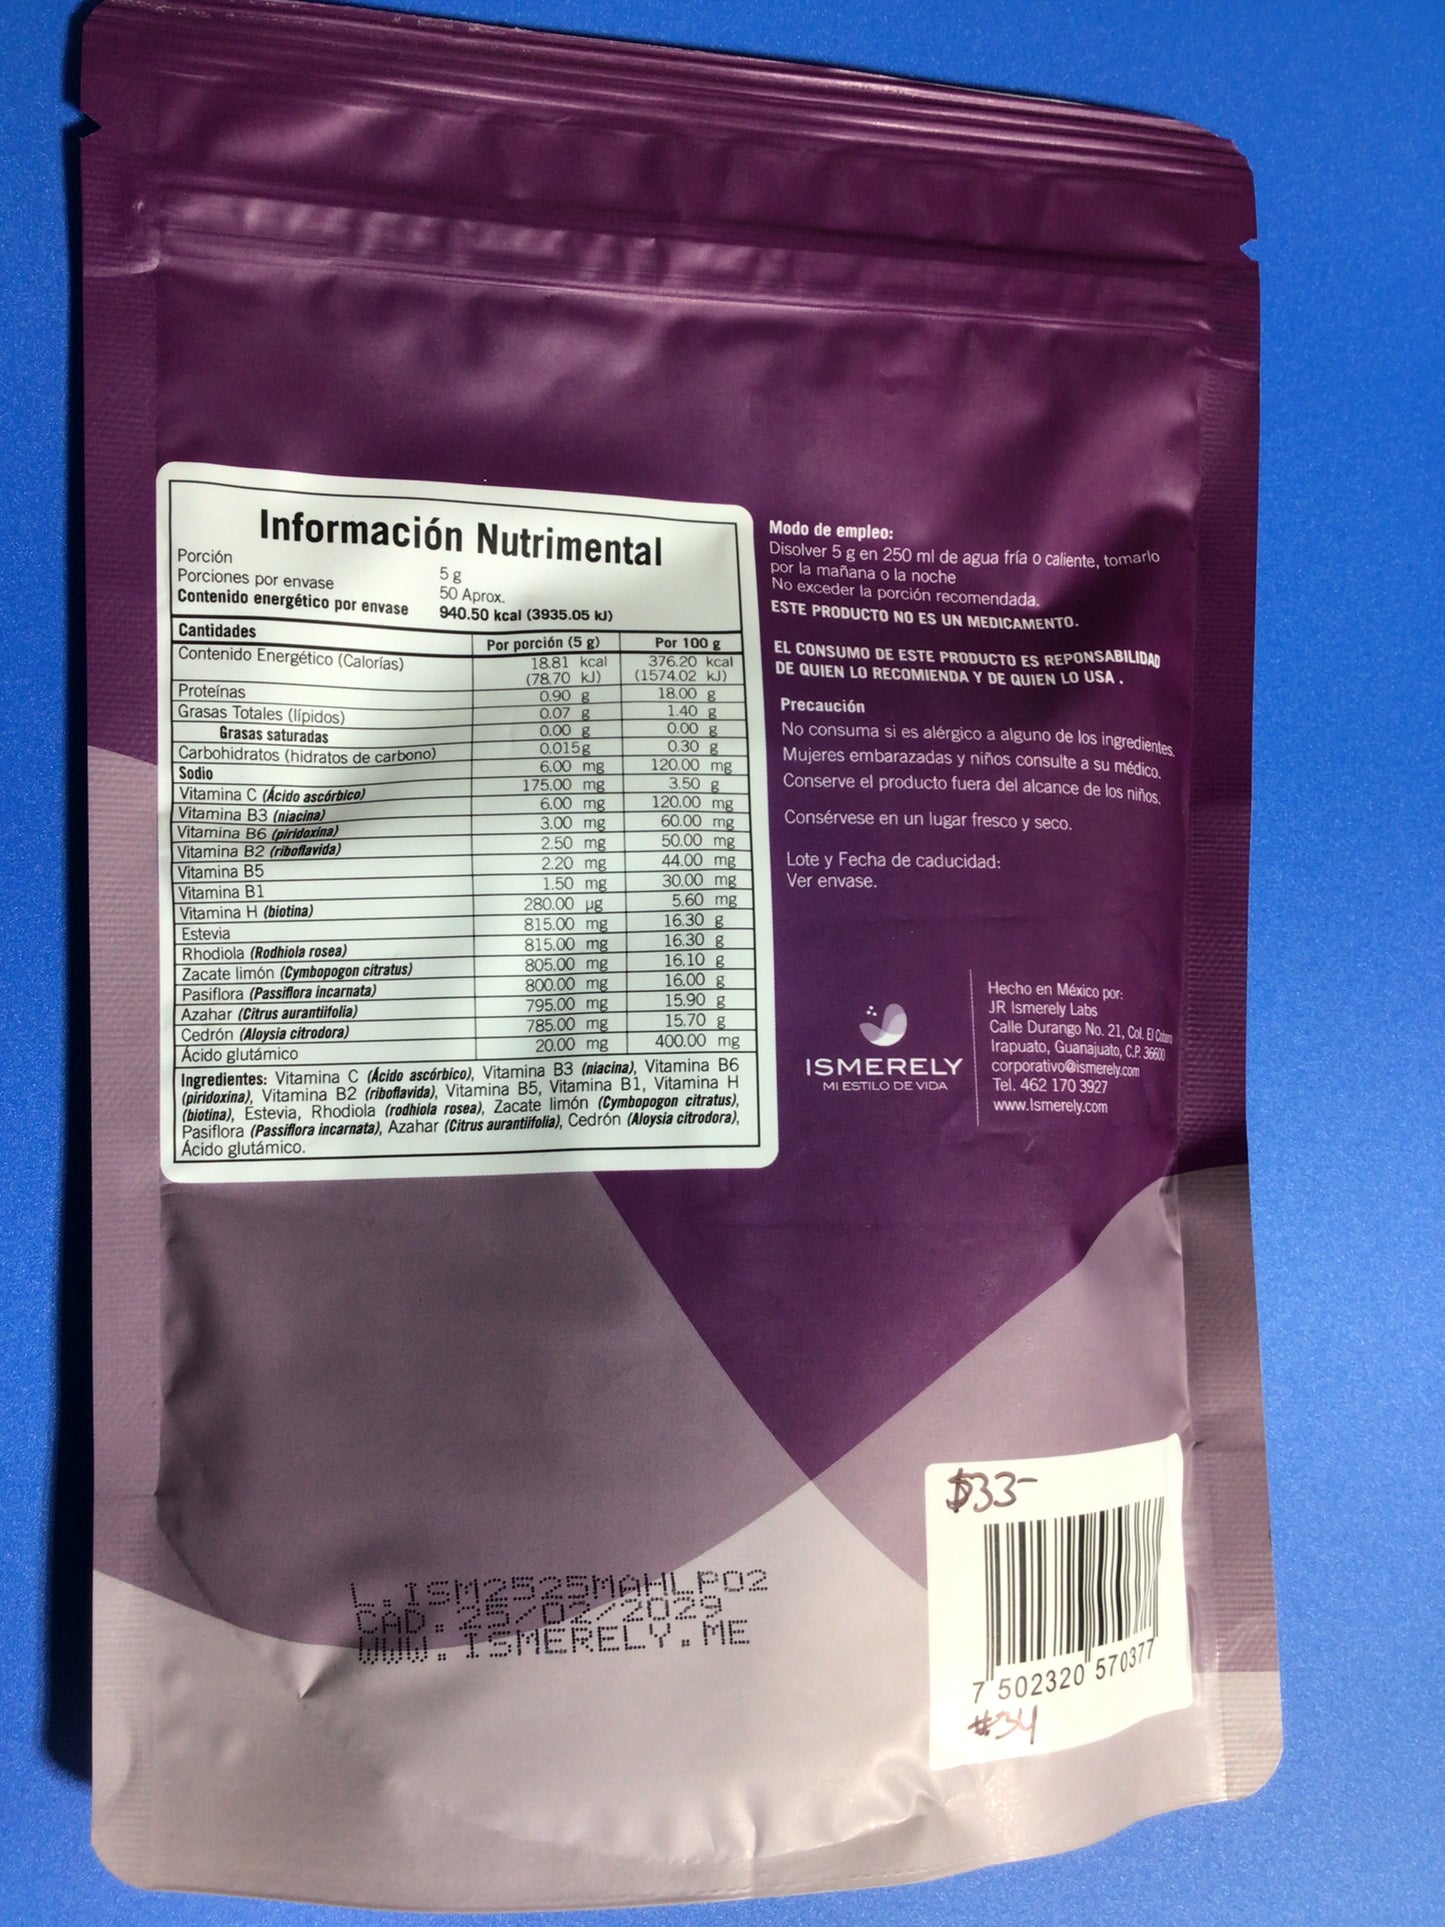 Información Nutrimental
Porción 5 g
Porciones por envase 50 Aprox.
Contenido energético por envase 940.50 kcal (3935.05 kJ)
Cantidades Por porción (5 g) Por 100 g
Contenido Energético (Calorías) 18.81 kcal 376.20 kcal
(78.70 kJ) (1574.02 kJ)
Proteínas 0.90 g 18.00 g
Grasas Totales (lípidos) 0.07 g 1.40 g
Grasas saturadas 0.00 g 0.00 g
Carbohidratos (hidratos de carbono) 0.015g 0.30 g
Sodio 6.00 mg 120.00 mg
Vitamina C (Ácido ascórbico) 175.00 mg 3.50 g
Vitamina B3 (niacina) 6.00 mg 120.00 mg
Vitamina B6 (piridoxina) 3.00 mg 60.00 mg
Vitamina B2 (riboflavida) 2.50 mg 50.00 mg
Vitamina B5 2.20 mg 44.00 mg
Vitamina B1 1.50 mg 30.00 mg
Vitamina H (biotina) 280.00 µg 5.60 mg
Estevia 815.00 mg 16.30 g
Rhodiola (Rodhiola rosea) 815.00 mg 16.30 g
Zacate limón (Cymbopogon citratus) 805.00 mg 16.10 g
Pasiflora (Passiflora incarnata) 800.00 mg 16.00 g
Azahar (Citrus aurantiifolia) 795.00 mg 15.90 g
Cedrón (Aloysia citrodora) 785.00 mg 15.70 g
Ácido glutámico 20.00 mg 400.00 mg
Ingredientes: Vitamina C (Ácido ascórbico), Vitamina B3 (niacina), Vitamina B6
(piridoxina), Vitamina B2 (riboflavida), Vitamina B5, Vitamina B1, Vitamina H
(biotina), Estevia, Rhodiola (rodhiola rosea), Zacate limón (Cymbopogon citratus),
Pasiflora (Passiflora incarnata), Azahar (Citrus aurantiifolia), Cedrón (Aloysia citrodora),
Ácido glutámico.
Modo de empleo:
Disolver 5 g en 250 ml de agua fría o caliente, tomarlo
por la mañana o la noche
No exceder la porción recomendada.
ESTE PRODUCTO NO ES UN MEDICAMENTO.
EL CONSUMO DE ESTE PRODUCTO ES REPONSABILIDAD
DE QUIEN LO RECOMIENDA Y DE QUIEN LO USA .
Precaución
No consuma si es alérgico a alguno de los ingredientes.
Mujeres embarazadas y niños consulte a su médico.
Conserve el producto fuera del alcance de los niños.
Consérvese en un lugar fresco y seco.
Lote y Fecha de caducidad:
Ver envase.
ISMERELY
MI ESTILO DE VIDA
Hecho en México por:
JR Ismerely Labs
Calle Durango No. 21, Col. El
Irapuato, Guanajuato, C.P. 36600
corporativo@ismerely.com
Tel. 462 170 3927
www.Ismerely.com
L.ISM2525MAHLP02
CAD:25/02/2029
WWW.ISMERELY.ME
$33-
7 502320 570377
#34